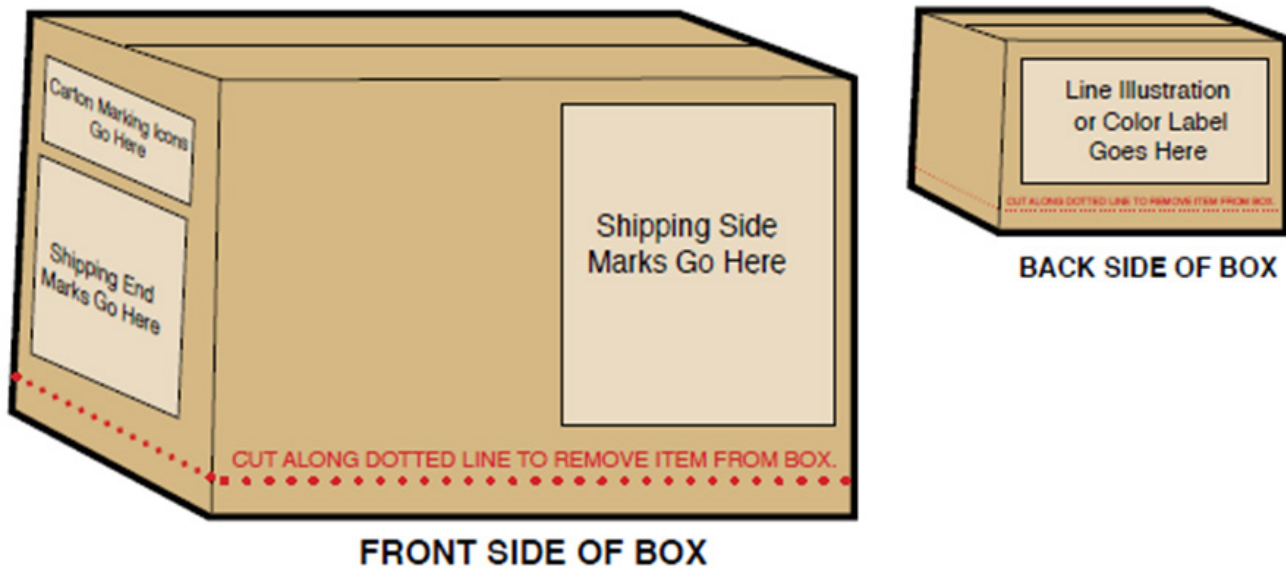 Carton Marking Icons
Go Here
Shipping End
Marks Go Here
Shipping Side
Marks Go Here
CUT ALONG DOTTED LINE TO REMOVE ITEM FROM BOX.
FRONT SIDE OF BOX
Line Illustration
or Color Label
Goes Here
CUT ALONG DOTTED LINE TO REMOVE ITEM FROM BOX.
BACK SIDE OF BOX